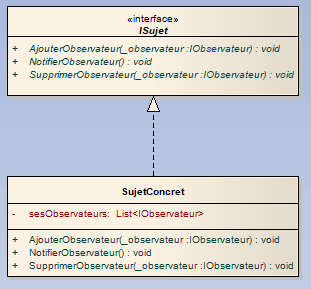 «interface»
ISujet
+ AjouterObservateur(_observateur :IObservateur) : void
+ NotifierObservateur() : void
+ SupprimerObservateur(_observateur :IObservateur) : void
SujetConcret
- sesObservateurs: List<IObservateur>
+ AjouterObservateur(_observateur :IObservateur) : void
+ NotifierObservateur() : void
+ SupprimerObservateur(_observateur :IObservateur) : void